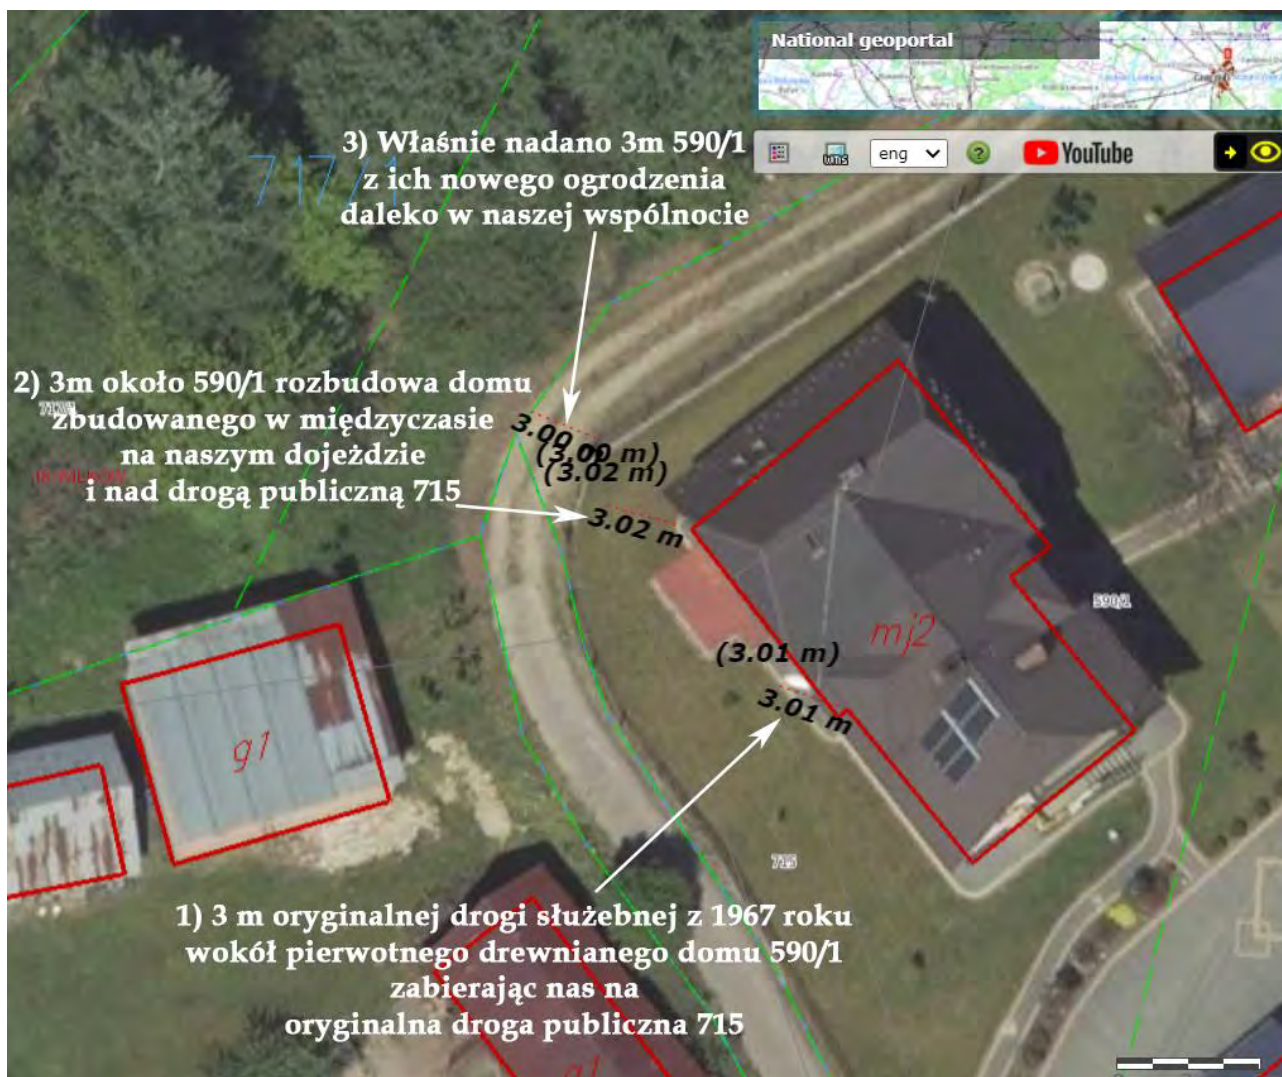 National geoportal
eng
YouTube
717/1
3) Właśnie nadano 3m 590/1
z ich nowego ogrodzenia
daleko w naszej wspólnocie
2) 3m około 590/1 rozbudowa domu
zbudowanego w międzyczasie
na naszym dojeździe
i nad drogą publiczną 715
3.00
(3.00 m)
(3.02 m)
3.02 m
590/1
mj2
(3.01 m)
3.01 m
g1
715
1) 3 m oryginalnej drogi służebnej z 1967 roku
wokół pierwotnego drewnianego domu 590/1
zabierając nas na
oryginalna droga publiczna 715